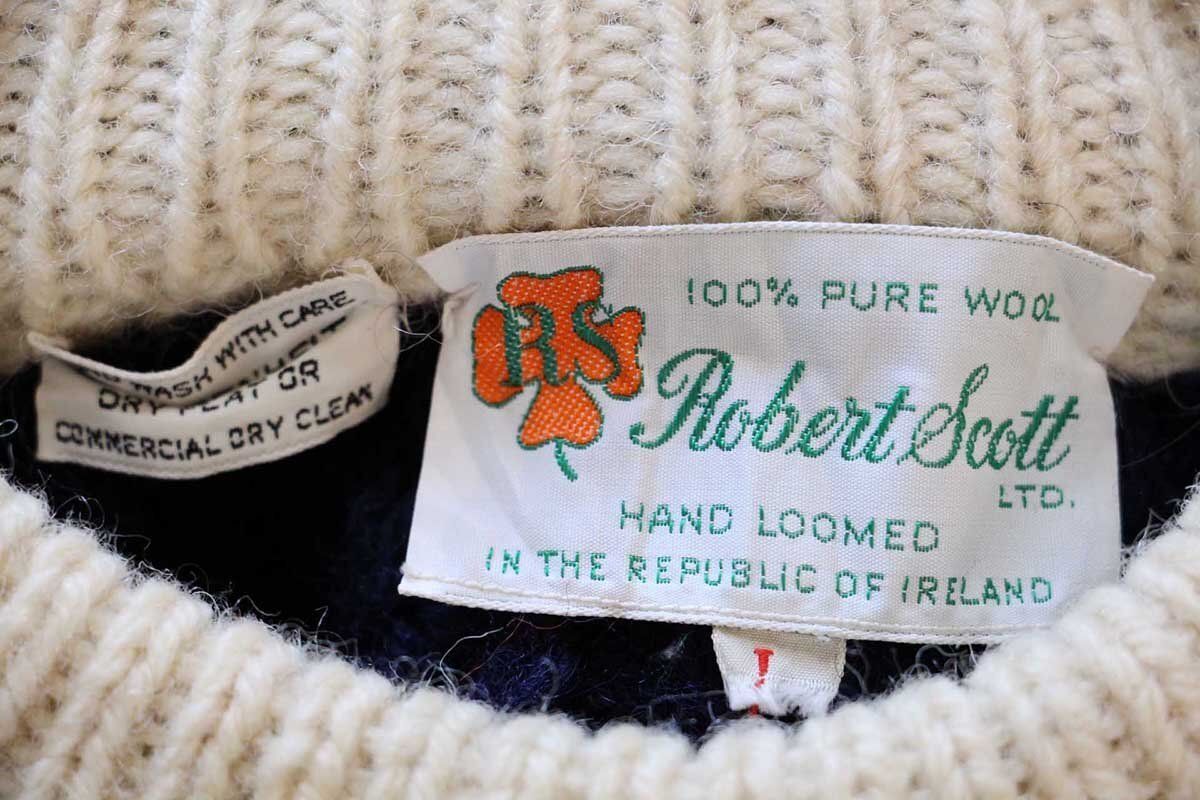 WASH WITH CARE
DRY FLAT OR
COMMERCIAL DRY CLEAN
RS
100% PURE WOOL
Robert Scott
LTD.
HAND LOOMED
IN THE REPUBLIC OF IRELAND